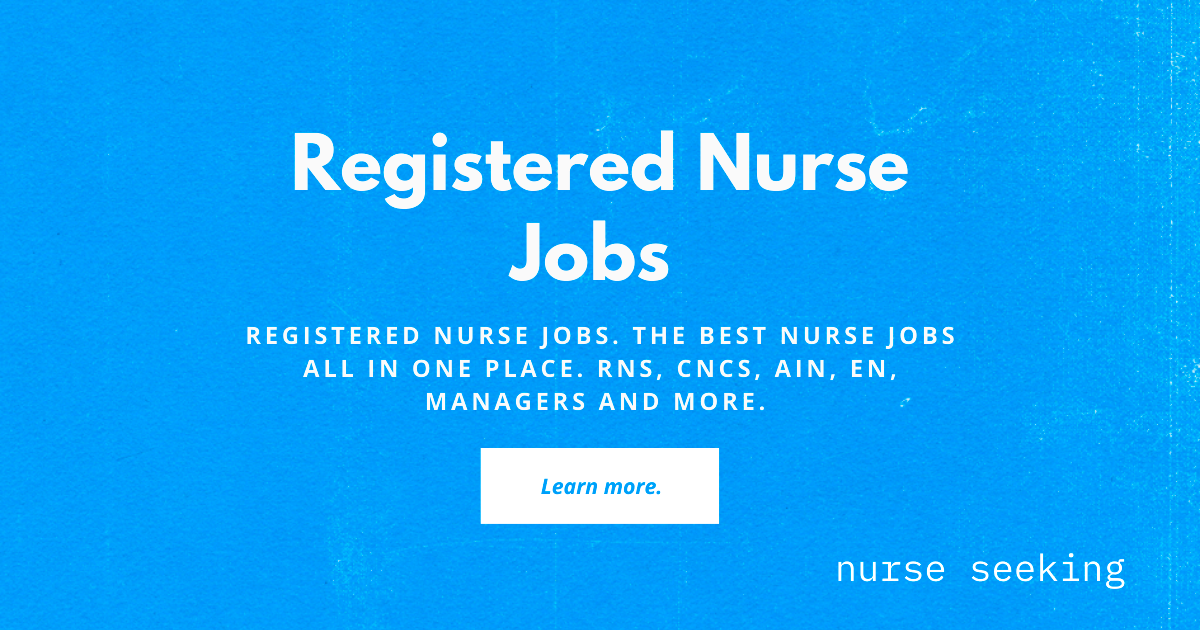 Registered Nurse
Jobs
REGISTERED NURSE JOBS. THE BEST NURSE JOBS
ALL IN ONE PLACE. RNS, CNCS, AIN, EN,
MANAGERS AND MORE.
Learn more.
nurse seeking